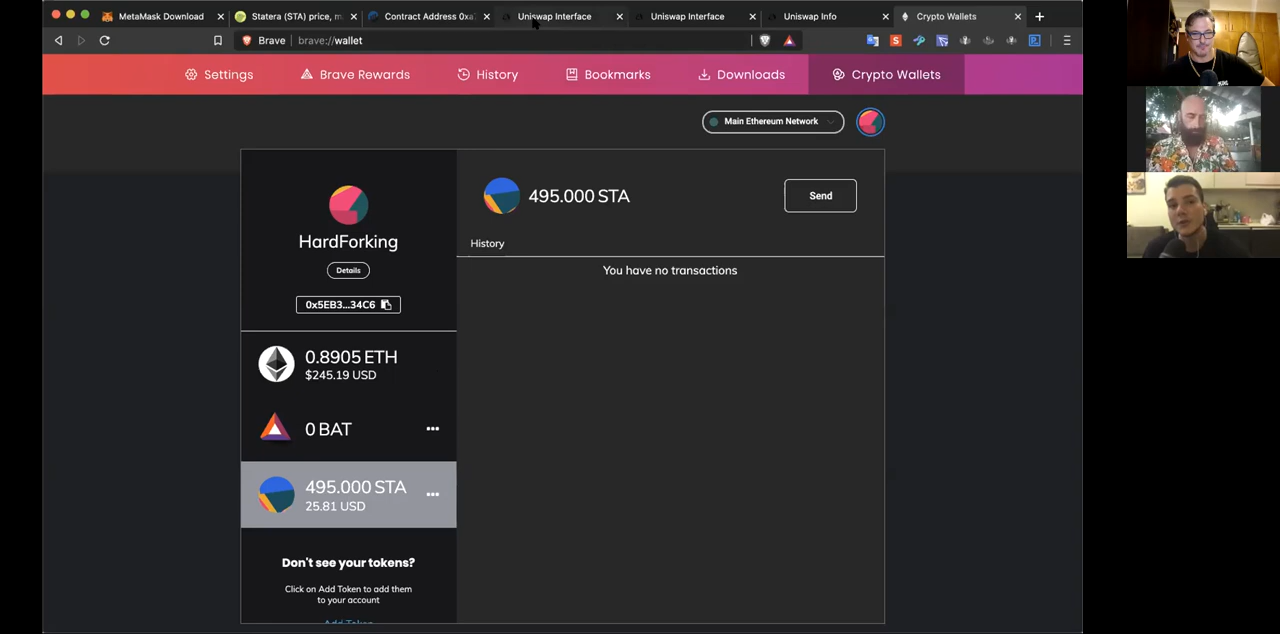 MetaMask Download
Statera (STA) price, m
Contract Address 0xa
Uniswap Interface
Uniswap Interface
Uniswap Info
Crypto Wallets
Brave
brave://wallet
Settings
Brave Rewards
History
Bookmarks
Downloads
Crypto Wallets
Main Ethereum Network
HardForking
Details
0x5EB3...34C6
0.8905 ETH
$245.19 USD
0 BAT
495.000 STA
25.81 USD
Don't see your tokens?
Click on Add Token to add them
to your account
Add Token
495.000 STA
Send
History
You have no transactions